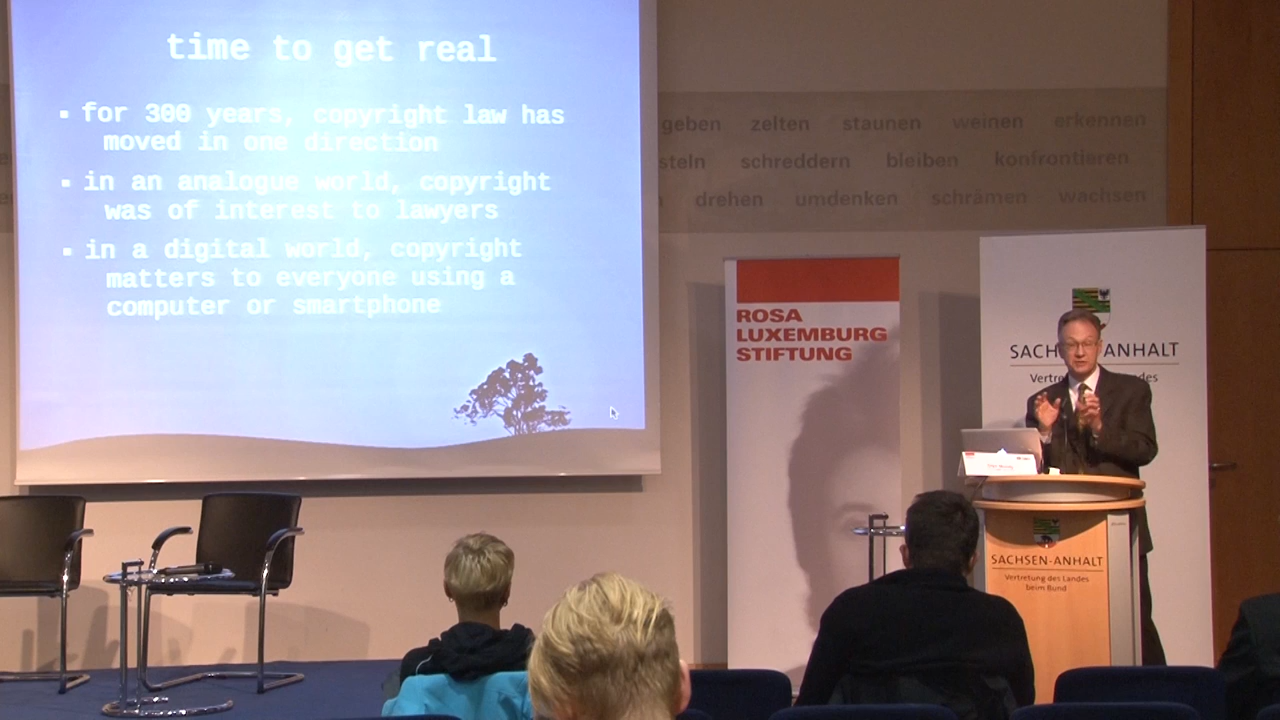 time to get real
▪ for 300 years, copyright law has
moved in one direction
▪ in an analogue world, copyright
was of interest to lawyers
▪ in a digital world, copyright
matters to everyone using a
computer or smartphone
geben zelten staunen weinen erkennen
steln schreddern bleiben konfrontieren
drehen umdenken schrämen wachsen
ROSA
LUXEMBURG
STIFTUNG
SACH ANHALT
Vertre des
SACHSEN-ANHALT
Vertretung des Landes
beim Bund